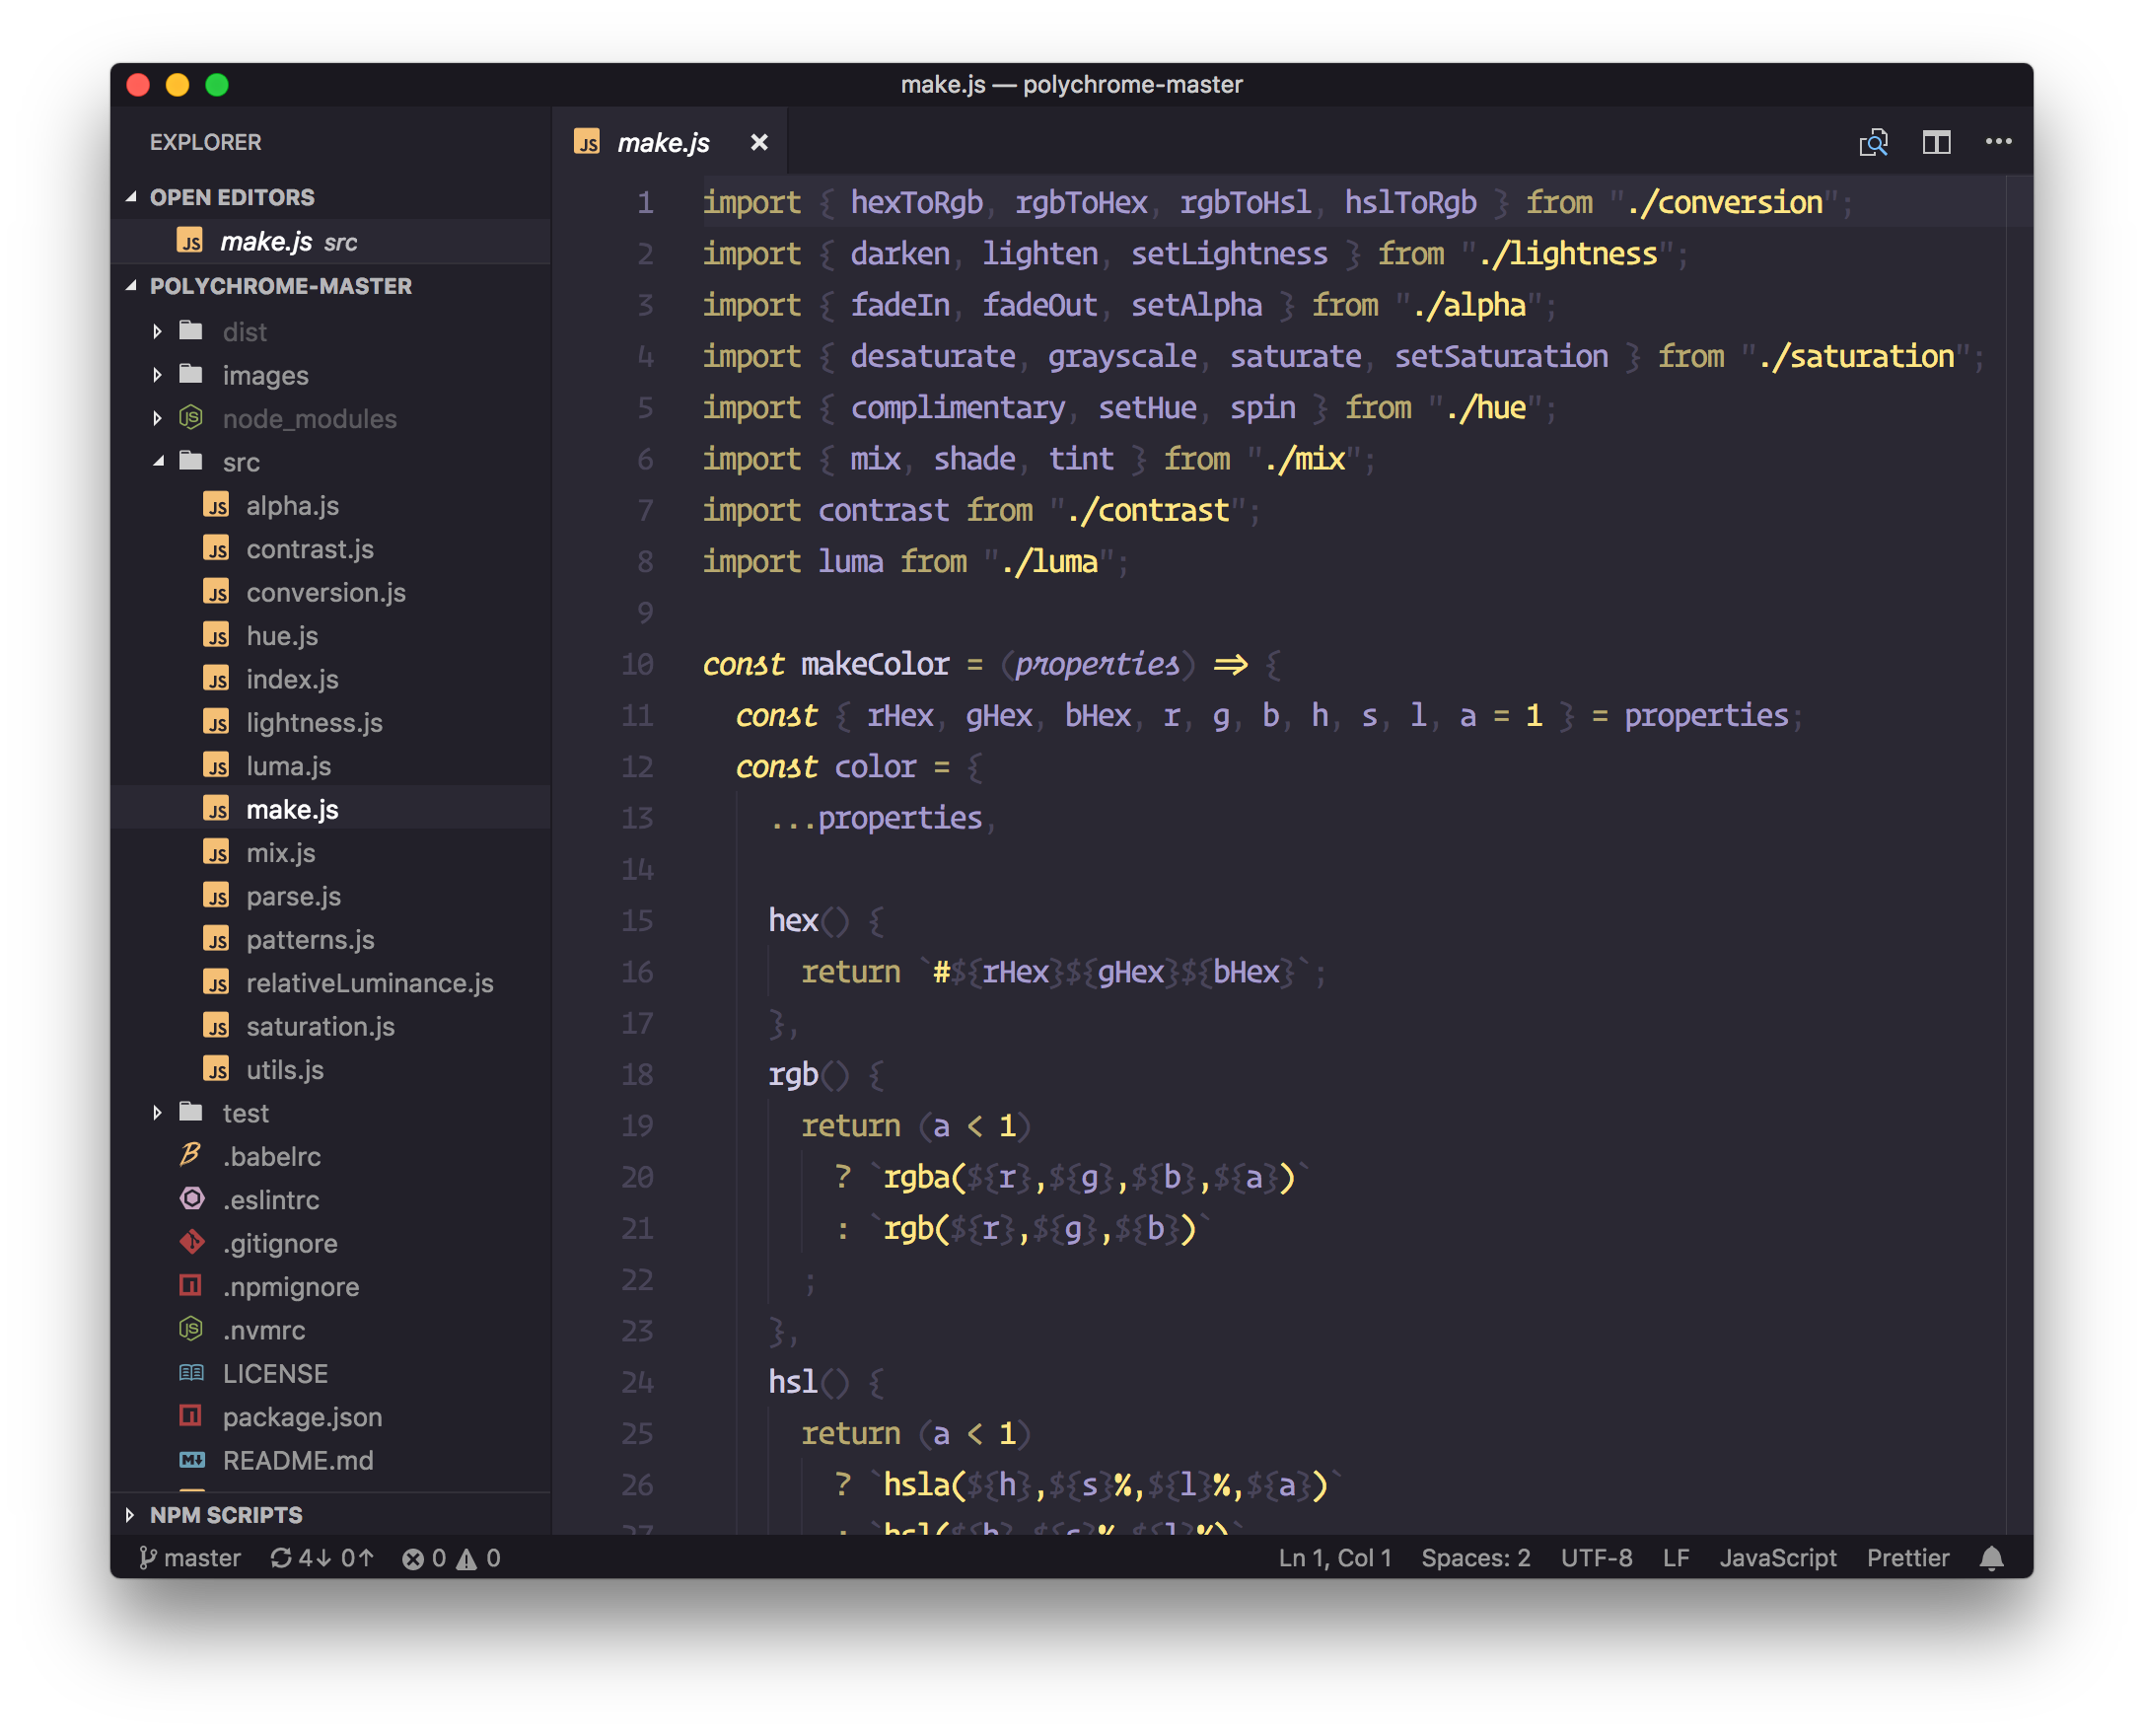 make.js — polychrome-master
EXPLORER
OPEN EDITORS
make.js src
POLYCHROME-MASTER
dist
images
node_modules
src
alpha.js
contrast.js
conversion.js
hue.js
index.js
lightness.js
luma.js
make.js
mix.js
parse.js
patterns.js
relativeLuminance.js
saturation.js
utils.js
test
.babelrc
.eslintrc
.gitignore
.npmignore
.nvmrc
LICENSE
package.json
README.md
NPM SCRIPTS
make.js
1 import { hexToRgb, rgbToHex, rgbToHsl, hslToRgb } from "./conversion";
2 import { darken, lighten, setLightness } from "./lightness";
3 import { fadeIn, fadeOut, setAlpha } from "./alpha";
4 import { desaturate, grayscale, saturate, setSaturation } from "./saturation";
5 import { complimentary, setHue, spin } from "./hue";
6 import { mix, shade, tint } from "./mix";
7 import contrast from "./contrast";
8 import luma from "./luma";
9
10 const makeColor = (properties) => {
11 const { rHex, gHex, bHex, r, g, b, h, s, l, a = 1 } = properties;
12 const color = {
13 ...properties,
14
15 hex() {
16 return `#${rHex}${gHex}${bHex}`;
17 },
18 rgb() {
19 return (a < 1)
20 ? `rgba(${r},${g},${b},${a})`
21 : `rgb(${r},${g},${b})`
22 ;
23 },
24 hsl() {
25 return (a < 1)
26 ? `hsla(${h},${s}%,${l}%,${a})`
27 : `hsl(${h},${s}%,${l}%)`
master 4↓ 0↑ 0 0 Ln 1, Col 1 Spaces: 2 UTF-8 LF JavaScript Prettier